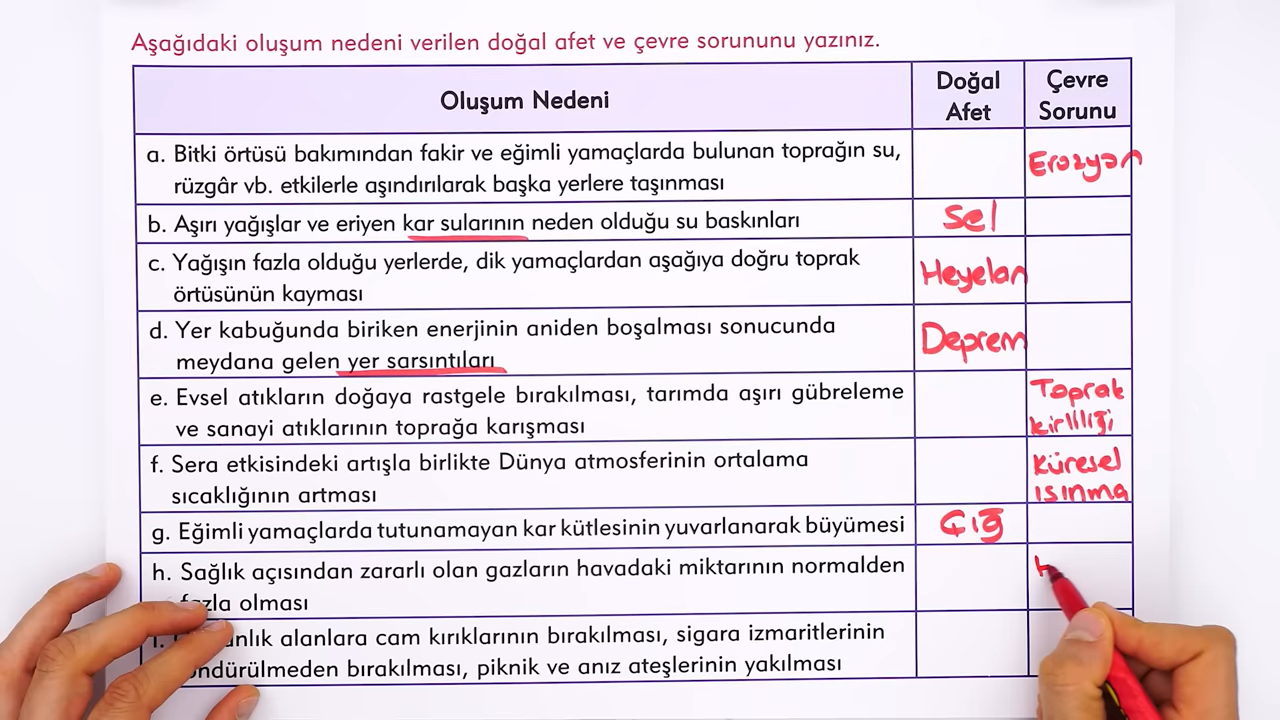 Aşağıdaki oluşum nedeni verilen doğal afet ve çevre sorununu yazınız.
Oluşum Nedeni
Doğal
Afet
Çevre
Sorunu
a. Bitki örtüsü bakımından fakir ve eğimli yamaçlarda bulunan toprağın su,
rüzgâr vb. etkilerle aşındırılarak başka yerlere taşınması
Erozyon
b. Aşırı yağışlar ve eriyen kar sularının neden olduğu su baskınları
Sel
c. Yağışın fazla olduğu yerlerde, dik yamaçlardan aşağıya doğru toprak
örtüsünün kayması
Heyelan
d. Yer kabuğunda biriken enerjinin aniden boşalması sonucunda
meydana gelen yer sarsıntıları
Deprem
e. Evsel atıkların doğaya rastgele bırakılması, tarımda aşırı gübreleme
ve sanayi atıklarının toprağa karışması
Toprak
kirliliği
f. Sera etkisindeki artışla birlikte Dünya atmosferinin ortalama
sıcaklığının artması
Küresel
ısınma
g. Eğimli yamaçlarda tutunamayan kar kütlesinin yuvarlanarak büyümesi
Çığ
h. Sağlık açısından zararlı olan gazların havadaki miktarının normalden
fazla olması
alanlara cam kırıklarının bırakılması, sigara izmaritlerinin
bırakılması, piknik ve anız ateşlerinin yakılması